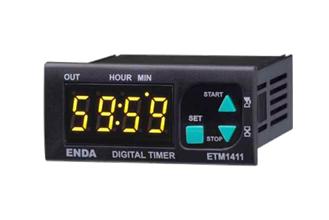 OUT HOUR MIN
START
59:59
SET
STOP
ENDA DIGITAL TIMER ETM1411